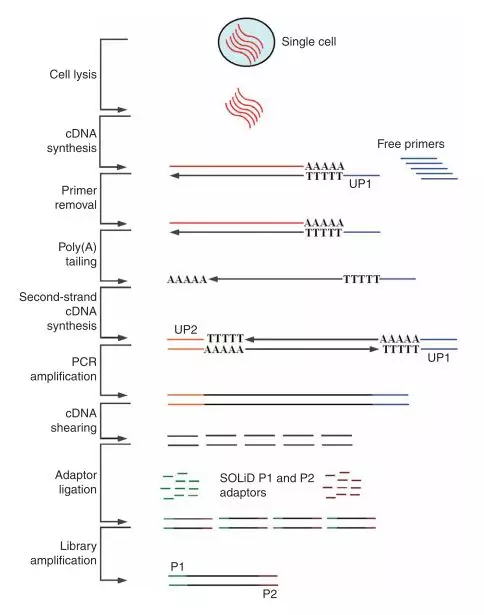 Single cell
Cell lysis
cDNA
synthesis
Free primers
AAAAA
TTTTT
UP1
Primer
removal
AAAAA
TTTTT
Poly(A)
tailing
AAAAA
TTTTT
Second-strand
cDNA
synthesis
UP2
TTTTT
AAAAA
AAAAA
TTTTT
UP1
PCR
amplification
cDNA
shearing
Adaptor
ligation
SOLiD P1 and P2
adaptors
Library
amplification
P1
P2